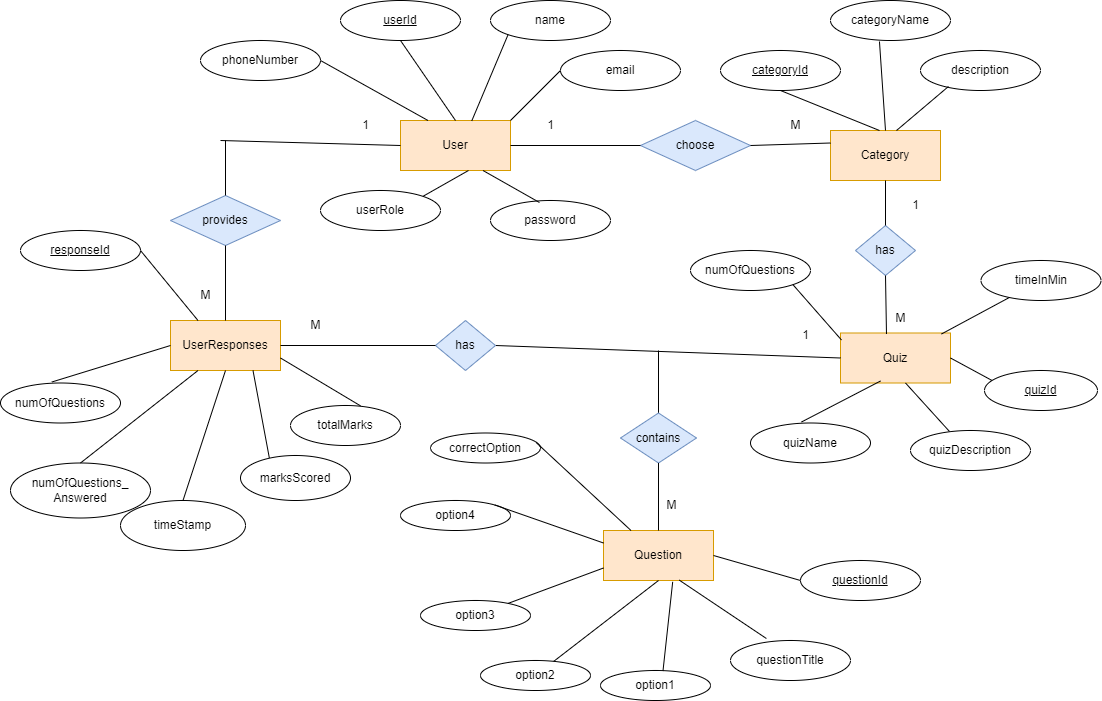 userId
name
categoryName
phoneNumber
email
categoryId
description
1
1
M
User
choose
Category
userRole
password
1
provides
responseId
has
numOfQuestions
timeInMin
M
M
M
1
UserResponses
has
Quiz
numOfQuestions
quizId
totalMarks
contains
quizName
quizDescription
correctOption
marksScored
numOfQuestions_
Answered
timeStamp
M
option4
Question
questionId
option3
questionTitle
option2
option1